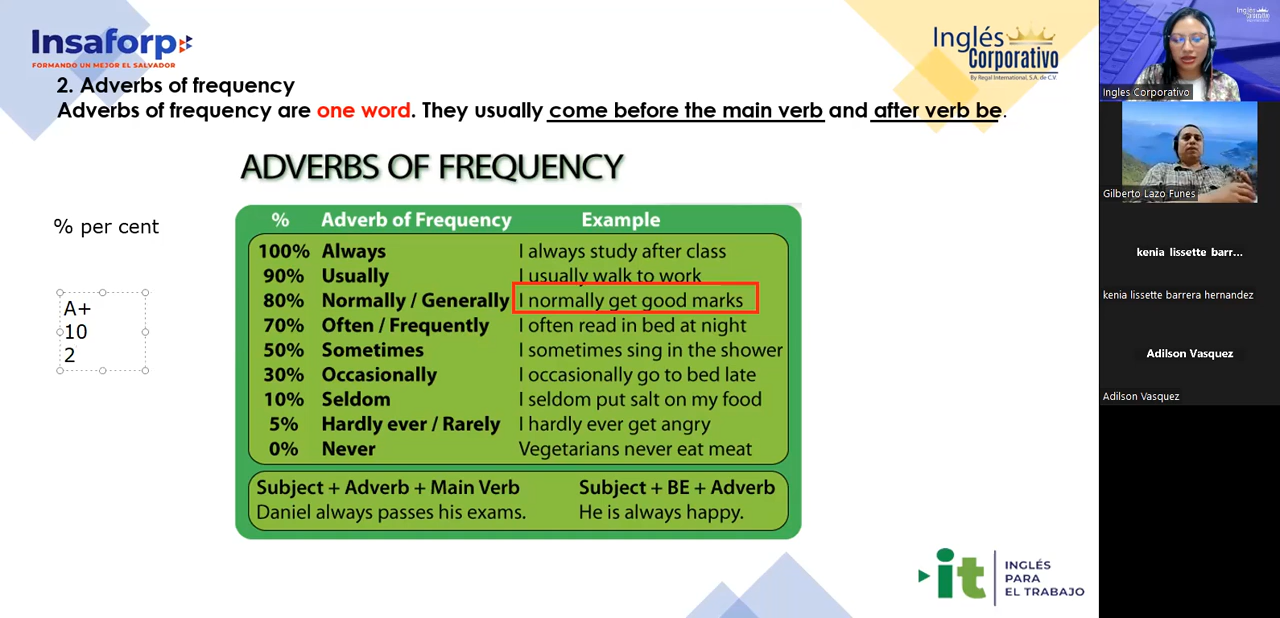 Insaforp
FORMANDO UN MEJOR EL SALVADOR
Inglés
Corporativo
By Regal International, S.A. de C.V.
2. Adverbs of frequency
Adverbs of frequency are one word. They usually come before the main verb and after verb be.
ADVERBS OF FREQUENCY
% per cent
A+
10
2
% Adverb of Frequency Example
100% Always I always study after class
90% Usually I usually walk to work
80% Normally / Generally I normally get good marks
70% Often / Frequently I often read in bed at night
50% Sometimes I sometimes sing in the shower
30% Occasionally I occasionally go to bed late
10% Seldom I seldom put salt on my food
5% Hardly ever / Rarely I hardly ever get angry
0% Never Vegetarians never eat meat
Subject + Adverb + Main Verb Subject + BE + Adverb
Daniel always passes his exams. He is always happy.
it
INGLÉS
PARA
EL TRABAJO
Inglés
Corporativo
Ingles Corporativo
Gilberto Lazo Funes
kenia lissette barr...
kenia lissette barrera hernandez
Adilson Vasquez
Adilson Vasquez